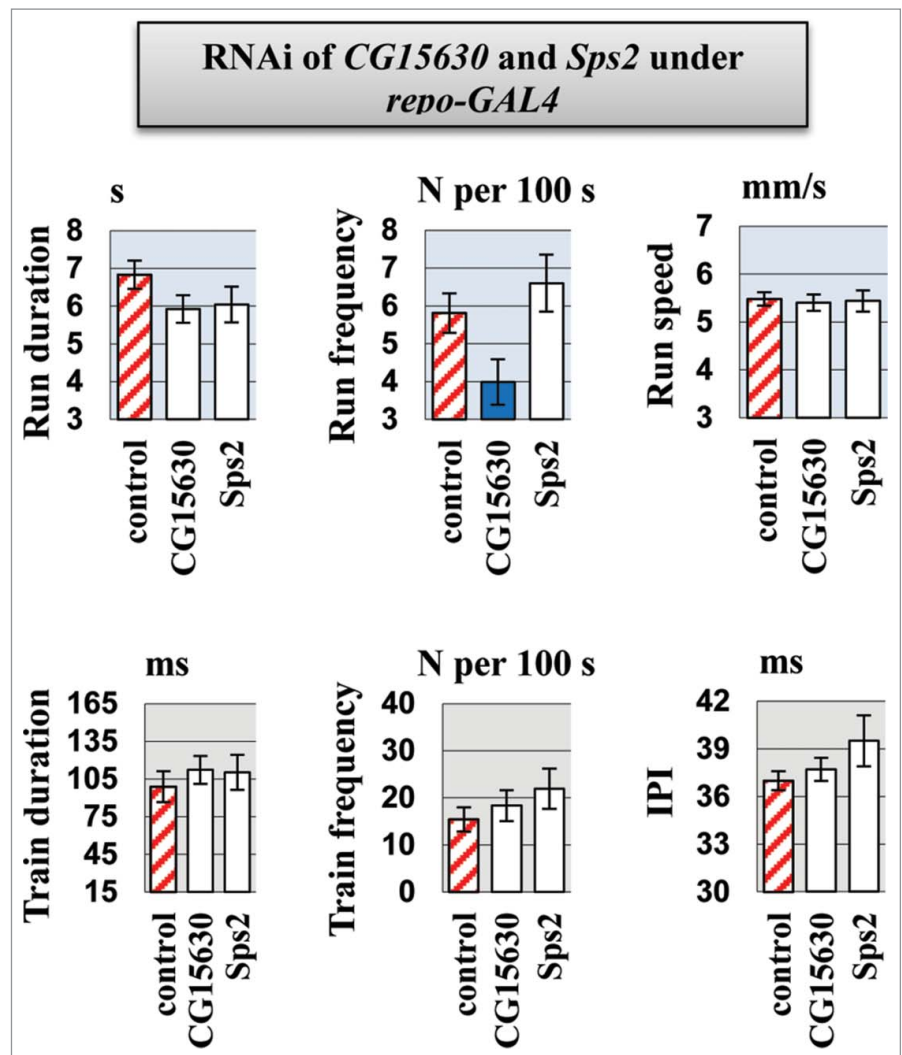 RNAi of CG15630 and Sps2 under
repo-GAL4
s
Run duration
8
7
6
5
4
3
control
CG15630
Sps2
N per 100 s
Run frequency
8
7
6
5
4
3
control
CG15630
Sps2
mm/s
Run speed
7
6
5
4
3
control
CG15630
Sps2
ms
Train duration
165
135
105
75
45
15
control
CG15630
Sps2
N per 100 s
Train frequency
40
30
20
10
0
control
CG15630
Sps2
ms
IPI
42
39
36
33
30
control
CG15630
Sps2